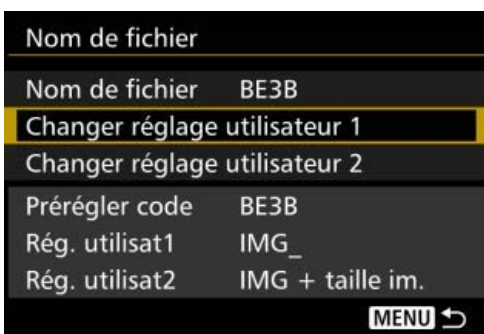 Nom de fichier
Nom de fichier BE3B
Changer réglage utilisateur 1
Changer réglage utilisateur 2
Prérégler code BE3B
Rég. utilisat1 IMG_
Rég. utilisat2 IMG + taille im.
MENU